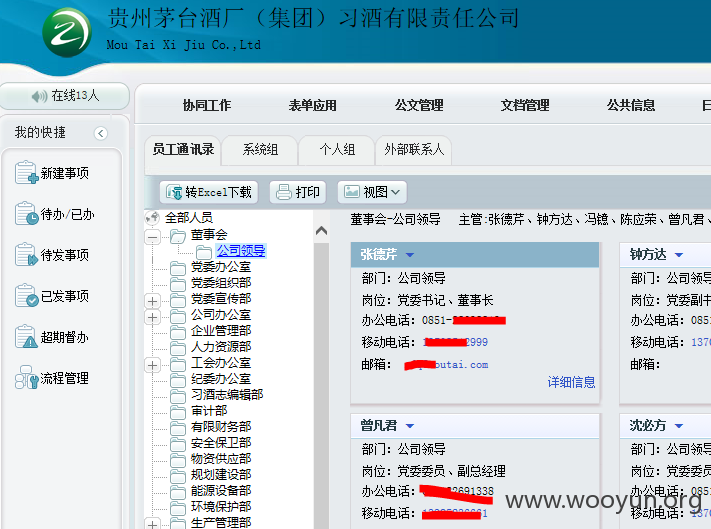 贵州茅台酒厂（集团）习酒有限责任公司
Mou Tai Xi Jiu Co.,Ltd
在线13人
协同工作 表单应用 公文管理 文档管理 公共信息
我的快捷
新建事项
待办/已办
待发事项
已发事项
超期督办
流程管理
员工通讯录 系统组 个人组 外部联系人
转Excel下载 打印 视图
全部人员
董事会
公司领导
党委办公室
党委组织部
党委宣传部
公司办公室
企业管理部
人力资源部
工会办公室
纪委办公室
习酒志编辑部
审计部
有限财务部
安全保卫部
物资供应部
规划建设部
能源设备部
环境保护部
生产管理部
董事会-公司领导 主管:张德芹、钟方达、冯镱、陈应荣、曾凡君、
张德芹
部门: 公司领导
岗位: 党委书记、董事长
办公电话: 0851-
移动电话: 2999
邮箱: outai.com
详细信息
钟方达
部门: 公司领导
岗位: 党委副书
办公电话: 0851
移动电话: 1370
邮箱:
曾凡君
部门: 公司领导
岗位: 党委委员、副总经理
办公电话: 2691338
移动电话:
沈必方
部门: 公司领导
岗位: 党委委员
办公电话: 0851
移动电话:
www.wooyun.org